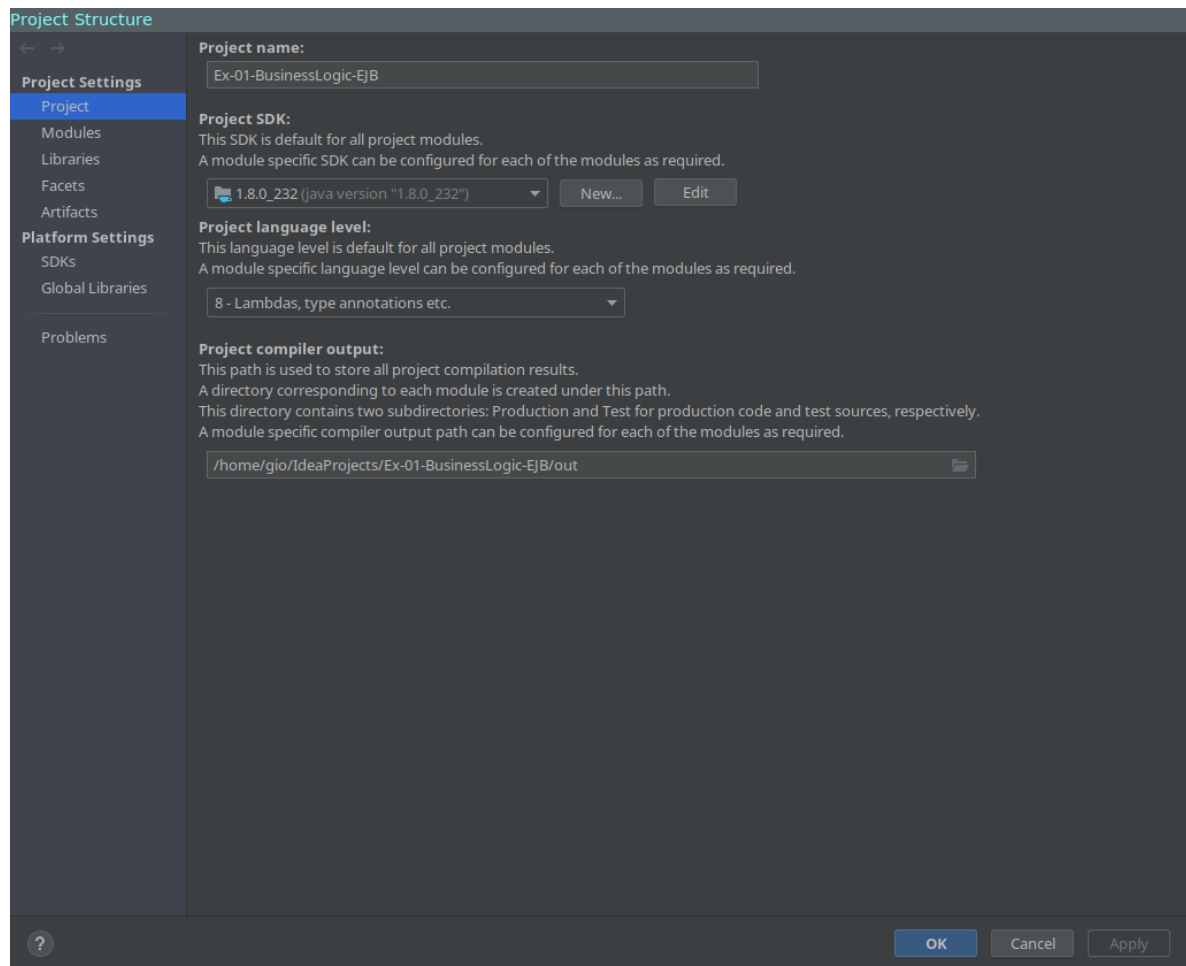 Project Structure
Project Settings
Project
Modules
Libraries
Facets
Artifacts
Platform Settings
SDKs
Global Libraries
Problems
Project name:
Ex-01-BusinessLogic-EJB
Project SDK:
This SDK is default for all project modules.
A module specific SDK can be configured for each of the modules as required.
1.8.0_232 (java version "1.8.0_232")
New...
Edit
Project language level:
This language level is default for all project modules.
A module specific language level can be configured for each of the modules as required.
8 - Lambdas, type annotations etc.
Project compiler output:
This path is used to store all project compilation results.
A directory corresponding to each module is created under this path.
This directory contains two subdirectories: Production and Test for production code and test sources, respectively.
A module specific compiler output path can be configured for each of the modules as required.
/home/gio/IdeaProjects/Ex-01-BusinessLogic-EJB/out
?
OK
Cancel
Apply